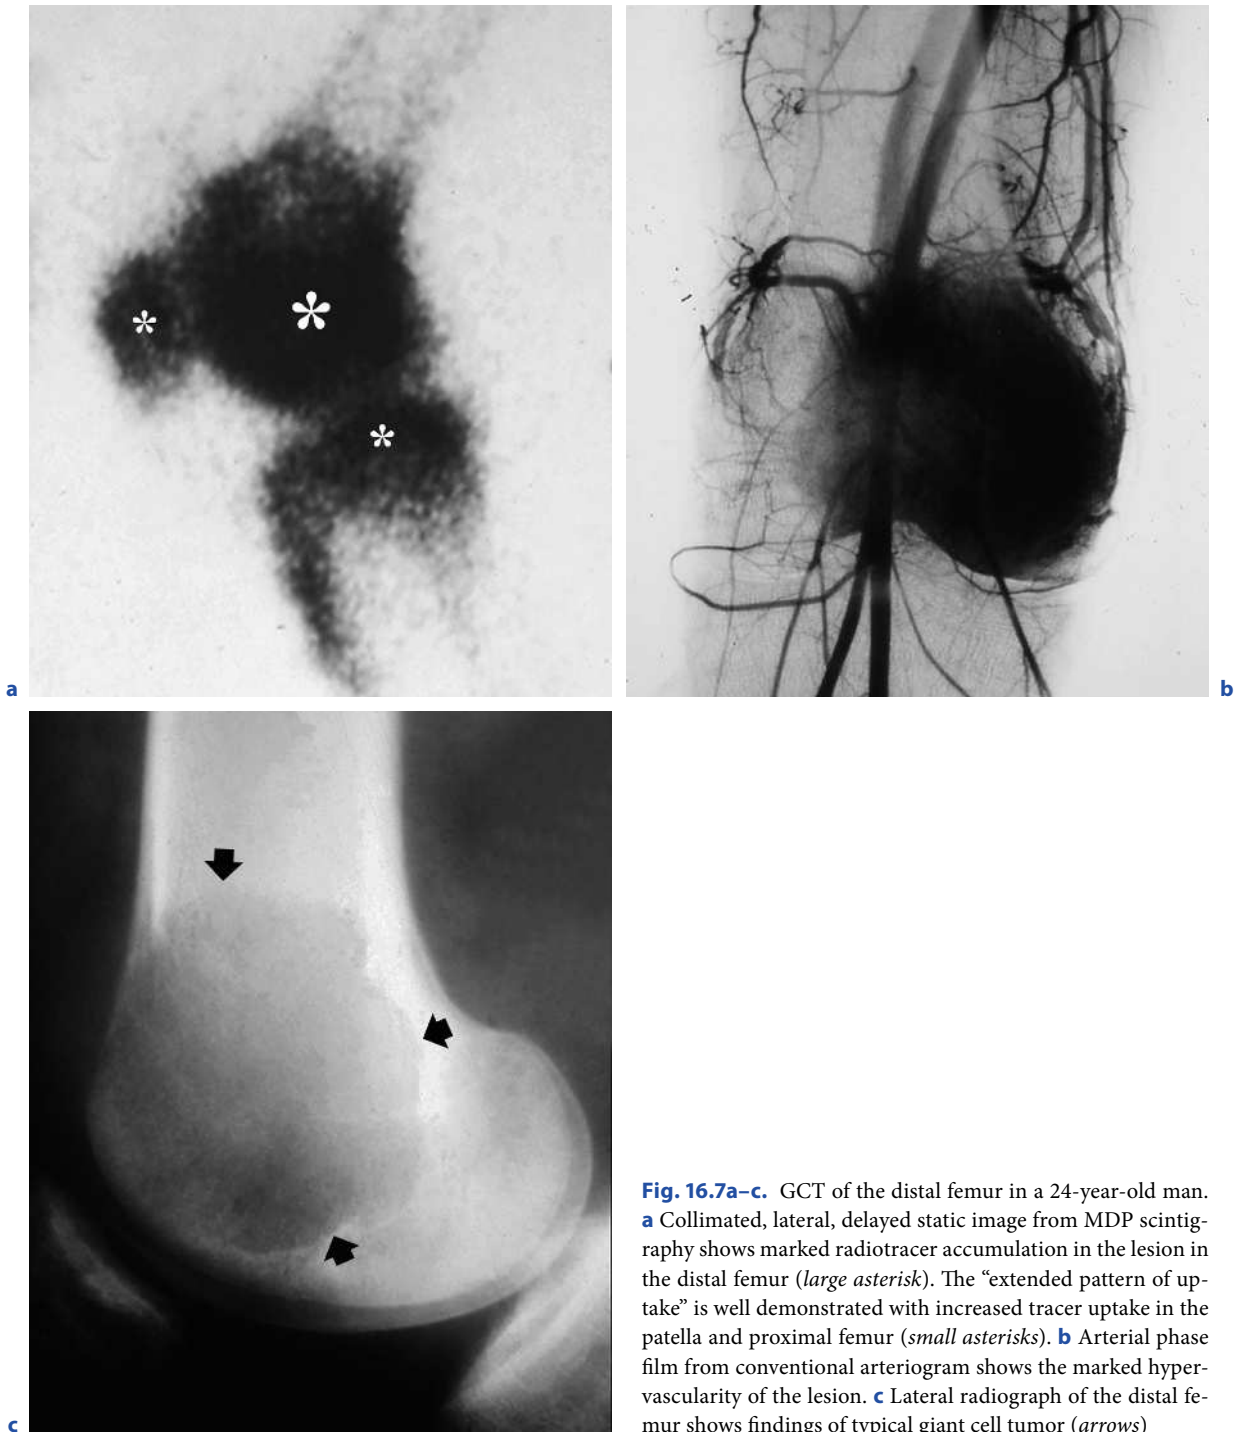 a
b
c
Fig. 16.7a–c. GCT of the distal femur in a 24-year-old man.
a Collimated, lateral, delayed static image from MDP scintig-
raphy shows marked radiotracer accumulation in the lesion in
the distal femur (large asterisk). The “extended pattern of up-
take” is well demonstrated with increased tracer uptake in the
patella and proximal femur (small asterisks). b Arterial phase
film from conventional arteriogram shows the marked hyper-
vascularity of the lesion. c Lateral radiograph of the distal fe-
mur shows findings of typical giant cell tumor (arrows)